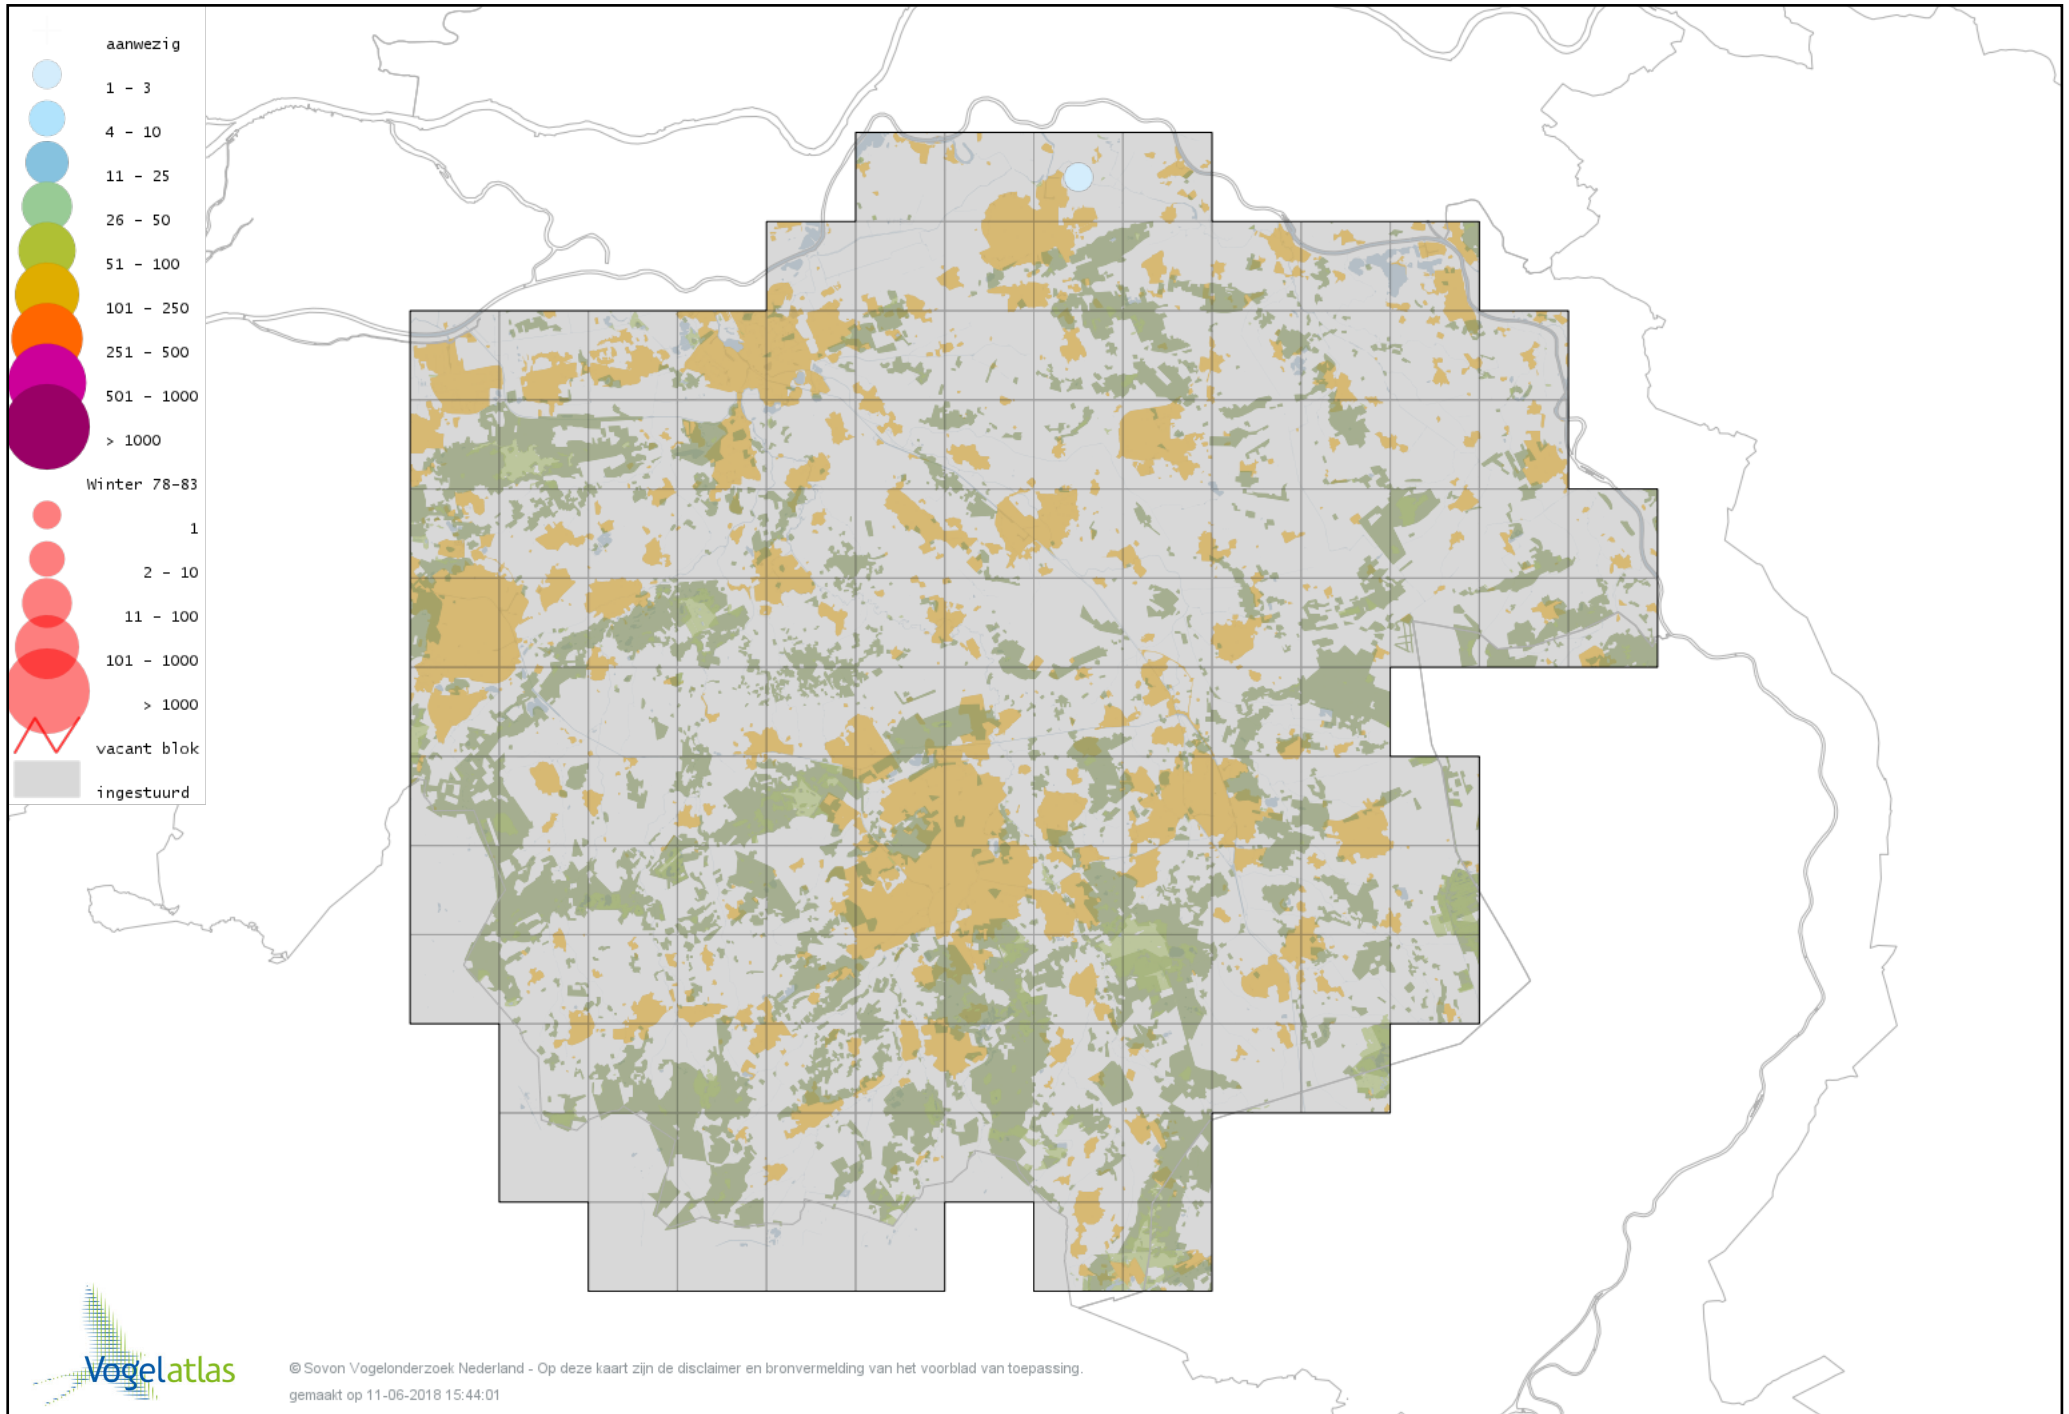 aanwezig
1 - 3
4 - 10
11 - 25
26 - 50
51 - 100
101 - 250
251 - 500
501 - 1000
> 1000
Winter 78-83
1
2 - 10
11 - 100
101 - 1000
> 1000
vacant blok
ingestuurd
Vogelatlas
© Sovon Vogelonderzoek Nederland - Op deze kaart zijn de disclaimer en bronvermelding van het voorblad van toepassing.
gemaakt op 11-06-2018 15:44:01